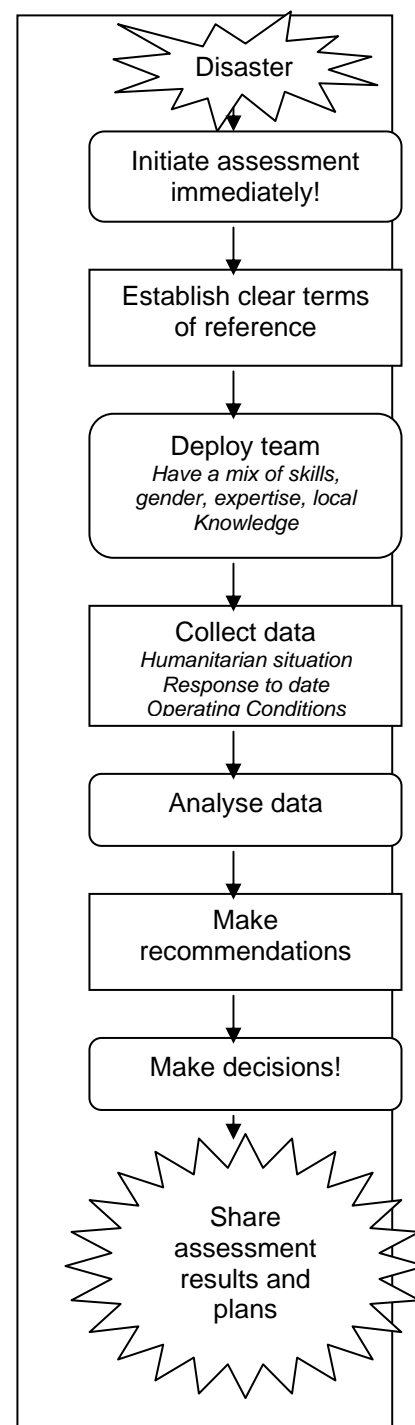 Disaster
Initiate assessment
immediately!
Establish clear terms
of reference
Deploy team
Have a mix of skills,
gender, expertise, local
Knowledge
Collect data
Humanitarian situation
Response to date
Operating Conditions
Analyse data
Make
recommendations
Make decisions!
Share
assessment
results and
plans